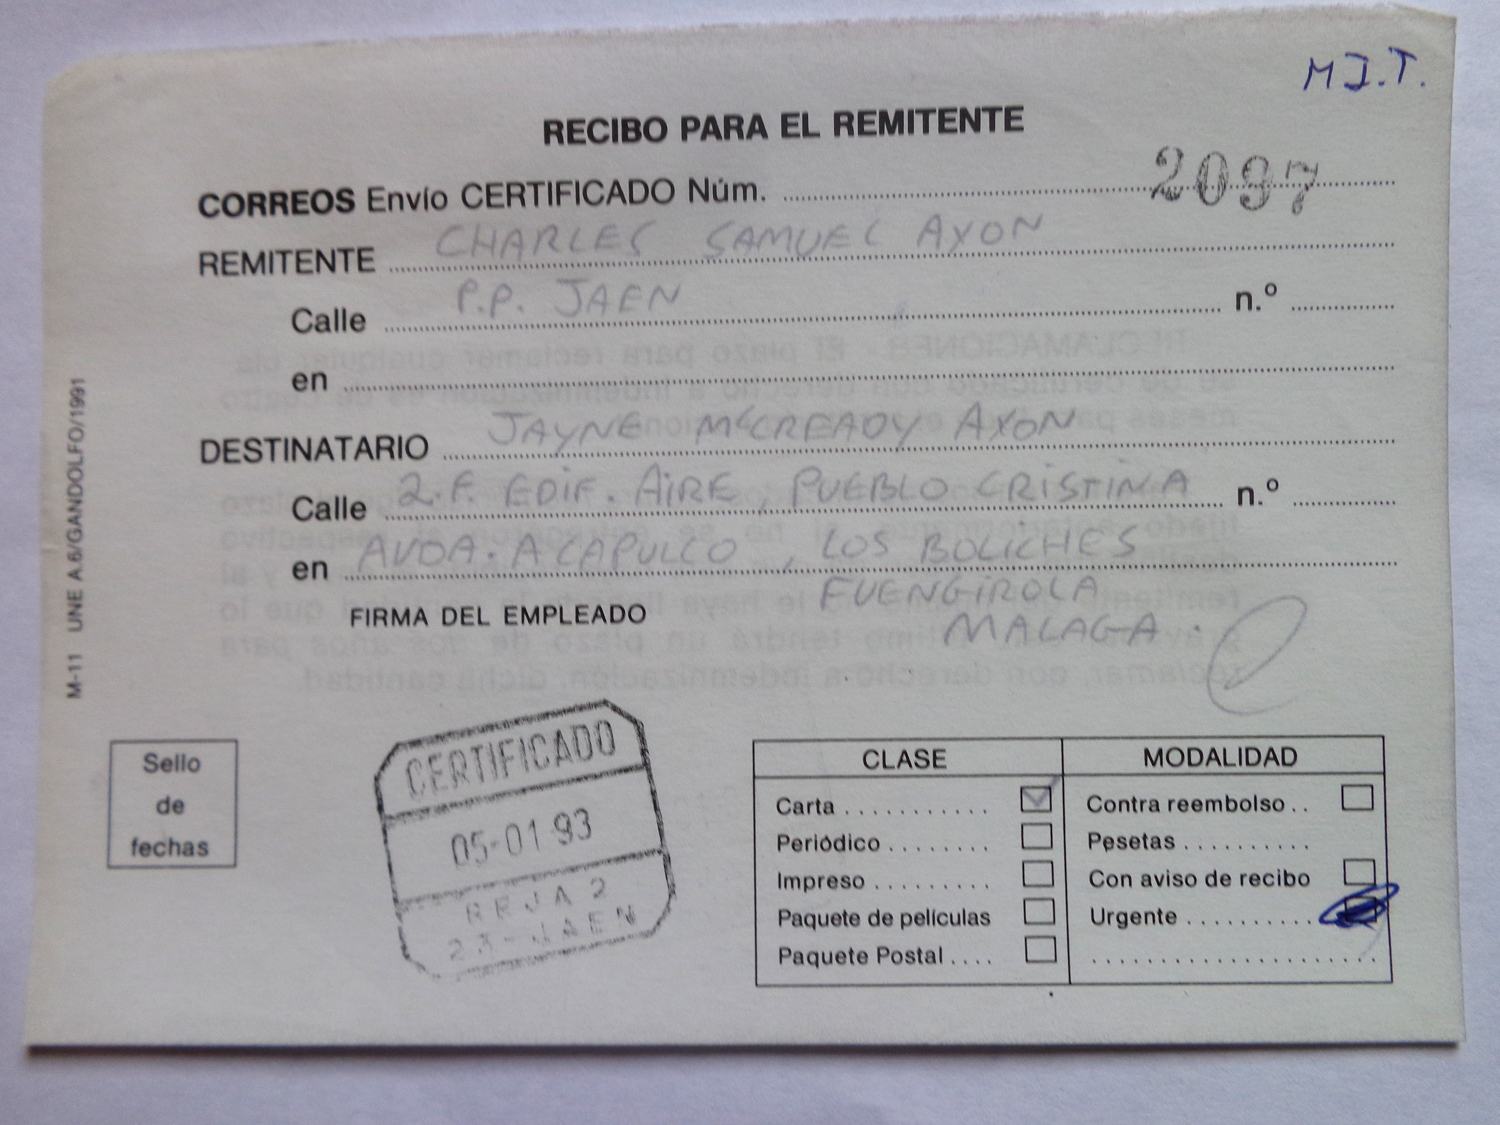 M J.T.
RECIBO PARA EL REMITENTE
CORREOS Envío CERTIFICADO Núm. 2097
REMITENTE CHARLES SAMUEL AXON
Calle P.P. JAEN n.º
en
DESTINATARIO JAYNE McCREADY AXON
Calle 2.F. EDIF. AIRE, PUEBLO CRISTINA n.º
en AVDA. ACAPULCO, LOS BOLICHES
FUENGIROLA
MALAGA.
FIRMA DEL EMPLEADO
M-11 UNE A.6/GANDOLFO/1991
Sello
de
fechas
CERTIFICADO
05-01 93
REJA 2
23-JAEN
CLASE MODALIDAD
Carta Contra reembolso
Periódico Pesetas
Impreso Con aviso de recibo
Paquete de películas Urgente
Paquete Postal